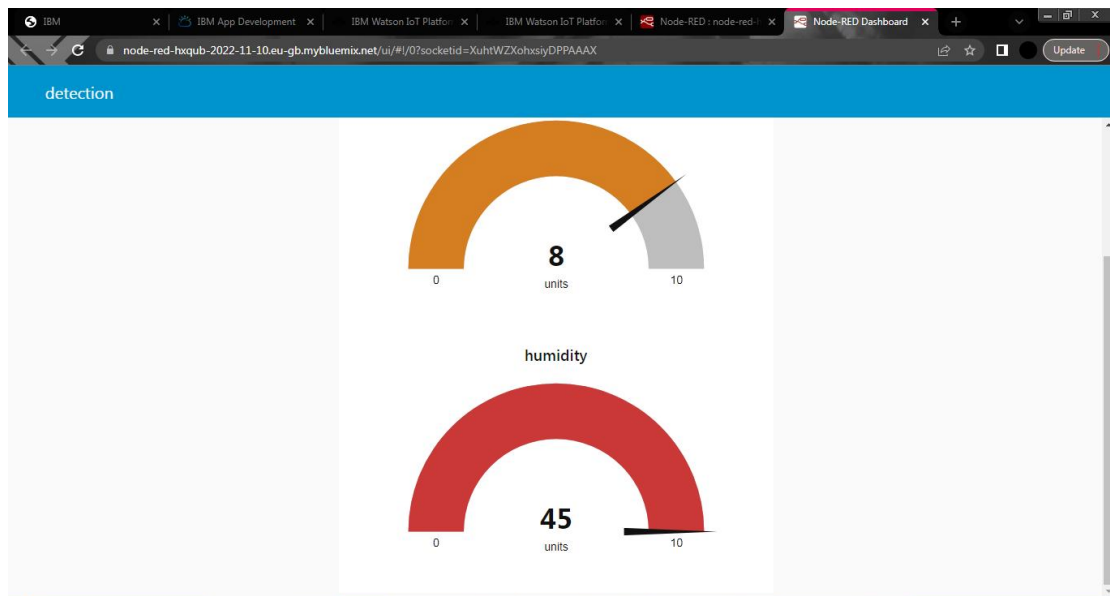 IBM
IBM App Development
IBM Watson IoT Platfor
IBM Watson IoT Platfor
Node-RED : node-red-h
Node-RED Dashboard
node-red-hxqub-2022-11-10.eu-gb.mybluemix.net/ui/#!/0?socketid=XuhtWZXohxsiyDPPAAAX
Update
detection
8
units
0
10
humidity
45
units
0
10